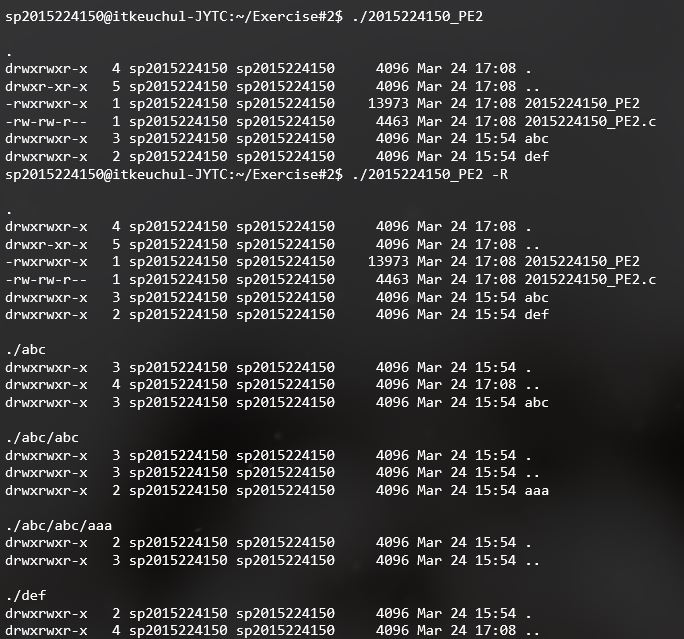 sp2015224150@itkeuchul-JYTC:~/Exercise#2$ ./2015224150_PE2
.
drwxrwxr-x   4 sp2015224150 sp2015224150     4096 Mar 24 17:08 .
drwxr-xr-x   5 sp2015224150 sp2015224150     4096 Mar 24 17:08 ..
-rwxrwxr-x   1 sp2015224150 sp2015224150    13973 Mar 24 17:08 2015224150_PE2
-rw-rw-r--   1 sp2015224150 sp2015224150     4463 Mar 24 17:08 2015224150_PE2.c
drwxrwxr-x   3 sp2015224150 sp2015224150     4096 Mar 24 15:54 abc
drwxrwxr-x   2 sp2015224150 sp2015224150     4096 Mar 24 15:54 def
sp2015224150@itkeuchul-JYTC:~/Exercise#2$ ./2015224150_PE2 -R
.
drwxrwxr-x   4 sp2015224150 sp2015224150     4096 Mar 24 17:08 .
drwxr-xr-x   5 sp2015224150 sp2015224150     4096 Mar 24 17:08 ..
-rwxrwxr-x   1 sp2015224150 sp2015224150    13973 Mar 24 17:08 2015224150_PE2
-rw-rw-r--   1 sp2015224150 sp2015224150     4463 Mar 24 17:08 2015224150_PE2.c
drwxrwxr-x   3 sp2015224150 sp2015224150     4096 Mar 24 15:54 abc
drwxrwxr-x   2 sp2015224150 sp2015224150     4096 Mar 24 15:54 def
./abc
drwxrwxr-x   3 sp2015224150 sp2015224150     4096 Mar 24 15:54 .
drwxrwxr-x   4 sp2015224150 sp2015224150     4096 Mar 24 17:08 ..
drwxrwxr-x   3 sp2015224150 sp2015224150     4096 Mar 24 15:54 abc
./abc/abc
drwxrwxr-x   3 sp2015224150 sp2015224150     4096 Mar 24 15:54 .
drwxrwxr-x   3 sp2015224150 sp2015224150     4096 Mar 24 15:54 ..
drwxrwxr-x   2 sp2015224150 sp2015224150     4096 Mar 24 15:54 aaa
./abc/abc/aaa
drwxrwxr-x   2 sp2015224150 sp2015224150     4096 Mar 24 15:54 .
drwxrwxr-x   3 sp2015224150 sp2015224150     4096 Mar 24 15:54 ..
./def
drwxrwxr-x   2 sp2015224150 sp2015224150     4096 Mar 24 15:54 .
drwxrwxr-x   4 sp2015224150 sp2015224150     4096 Mar 24 17:08 ..